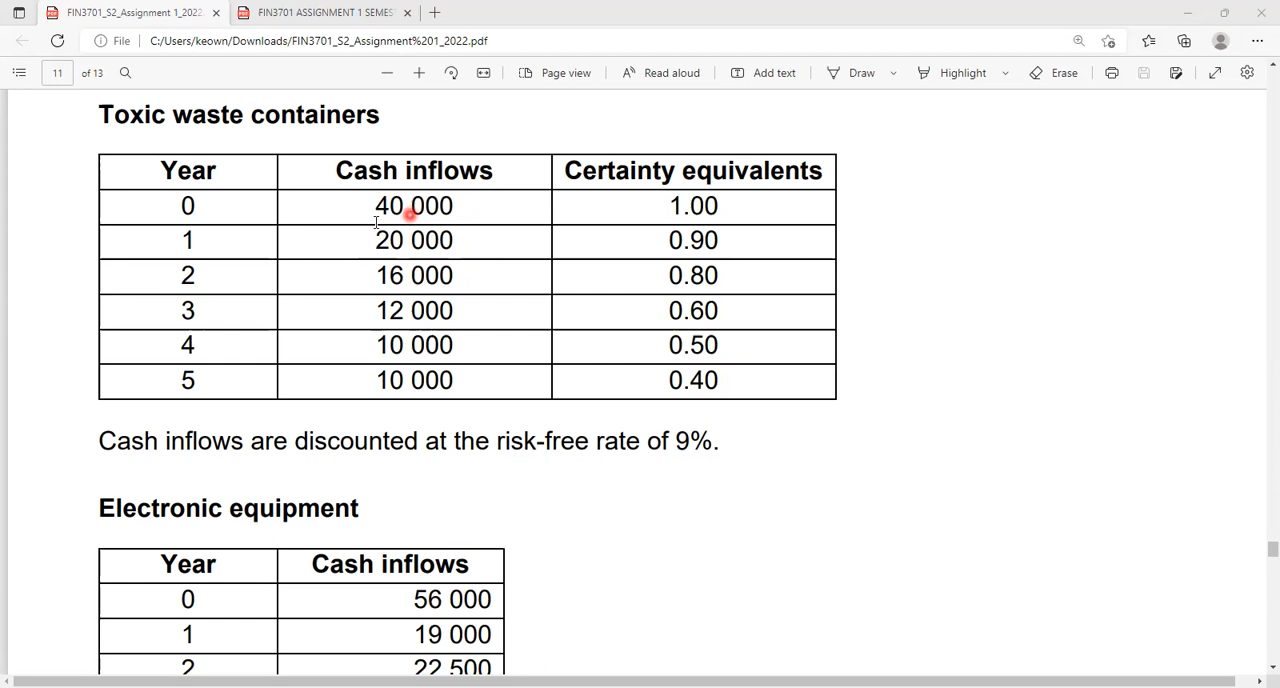 FIN3701_S2_Assignment 1_2022. FIN3701 ASSIGNMENT 1 SEMES
File C:/Users/keown/Downloads/FIN3701_S2_Assignment%201_2022.pdf
11 of 13 Page view Read aloud Add text Draw Highlight Erase
Toxic waste containers
Year Cash inflows Certainty equivalents
0 40 000 1.00
1 20 000 0.90
2 16 000 0.80
3 12 000 0.60
4 10 000 0.50
5 10 000 0.40
Cash inflows are discounted at the risk-free rate of 9%.
Electronic equipment
Year Cash inflows
0 56 000
1 19 000
2 22 500